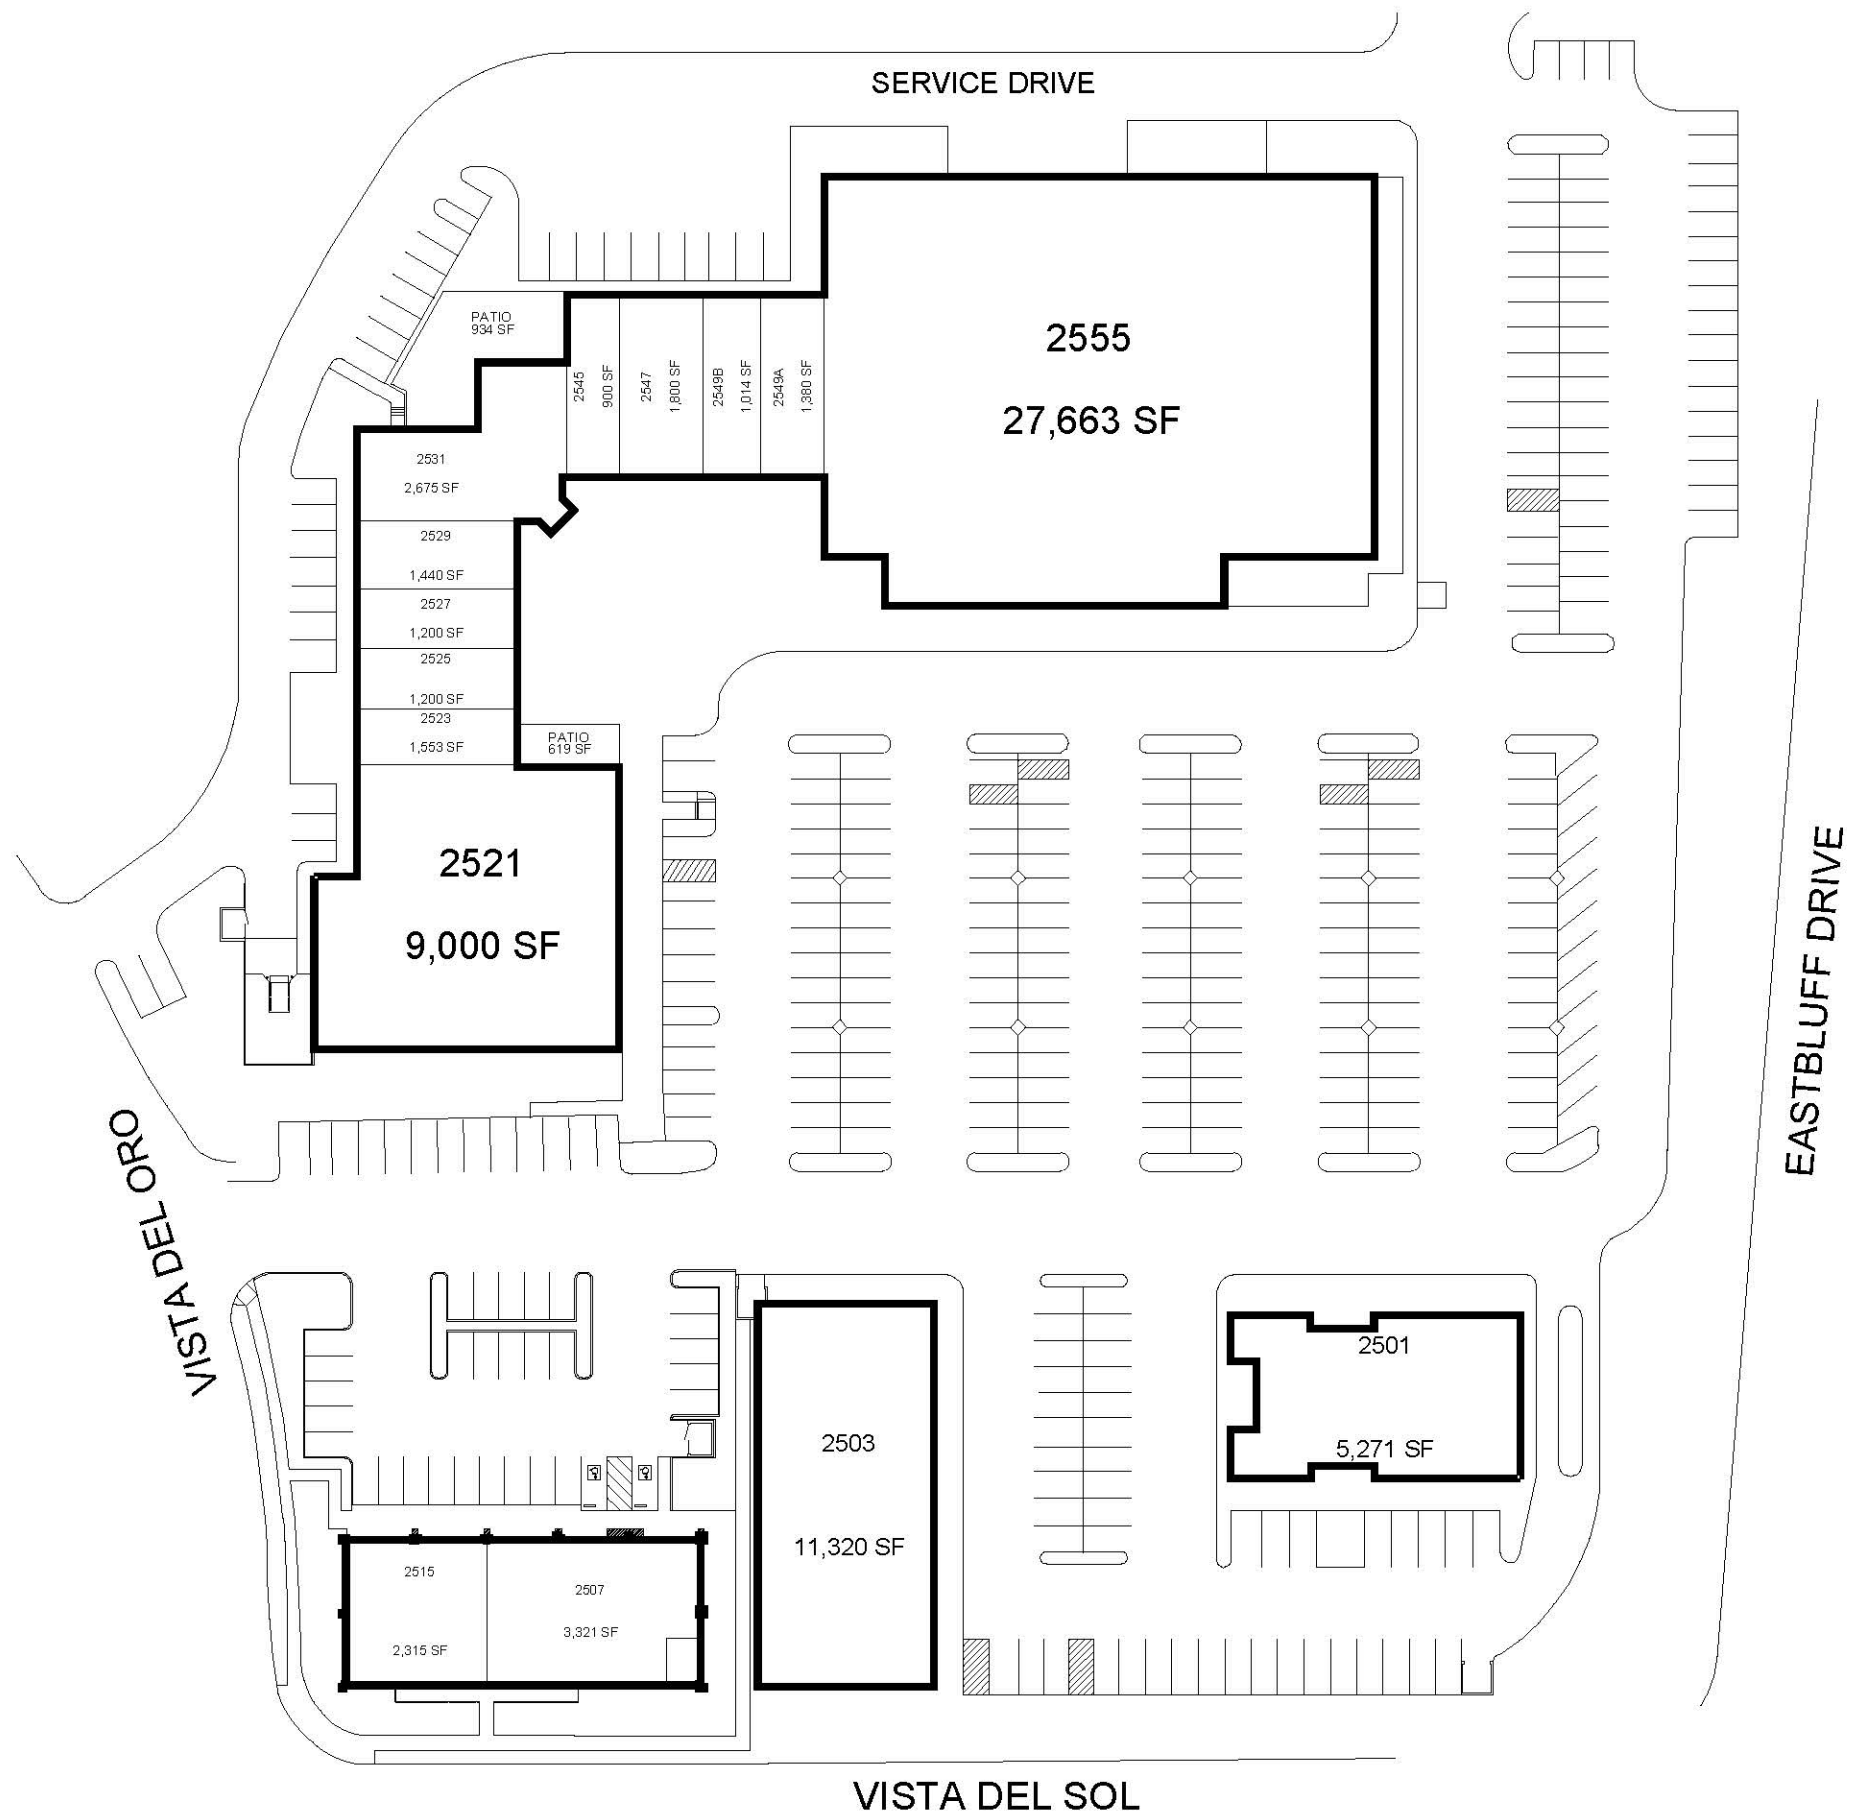 SERVICE DRIVE
PATIO
934 SF
2555
27,663 SF
2545
900 SF
2547
1,800 SF
2549B
1,014 SF
2549A
1,380 SF
2531
2,675 SF
2529
1,440 SF
2527
1,200 SF
2525
1,200 SF
2523
1,553 SF
PATIO
619 SF
2521
9,000 SF
EASTBLUFF DRIVE
VISTA DEL ORO
2501
5,271 SF
2503
11,320 SF
2515
2,315 SF
2507
3,321 SF
VISTA DEL SOL